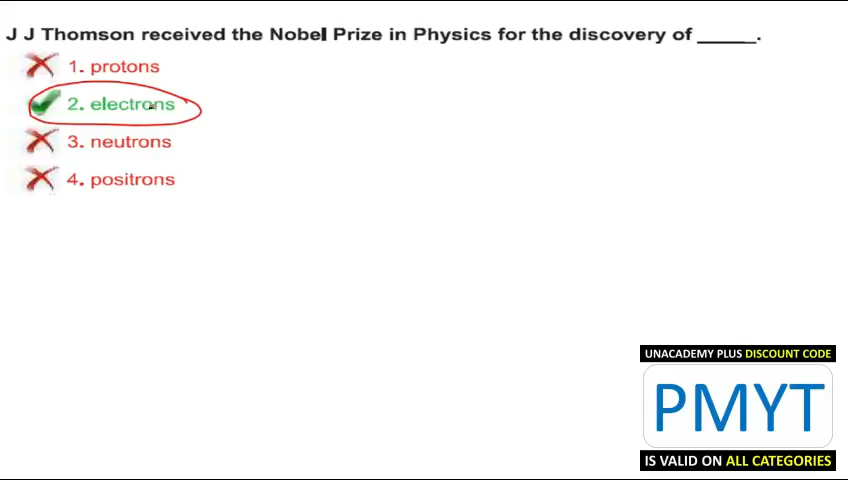 J J Thomson received the Nobel Prize in Physics for the discovery of _____.
1. protons
2. electrons
3. neutrons
4. positrons
UNACADEMY PLUS DISCOUNT CODE
PMYT
IS VALID ON ALL CATEGORIES